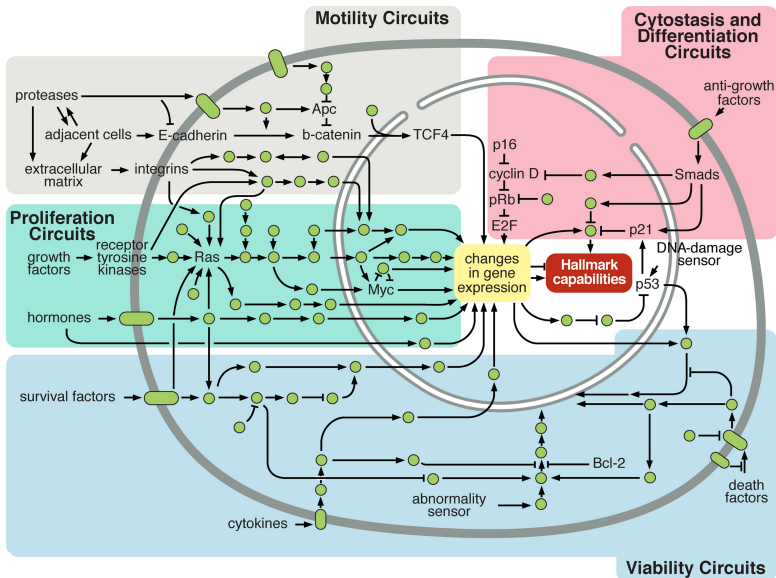 Motility Circuits
Cytostasis and
Differentiation
Circuits
proteases
anti-growth
factors
Apc
adjacent cells
E-cadherin
b-catenin
TCF4
p16
extracellular
matrix
integrins
cyclin D
Smads
pRb
Proliferation
Circuits
E2F
p21
receptor
tyrosine
kinases
growth
factors
Ras
changes
in gene
expression
DNA-damage
sensor
Hallmark
capabilities
Myc
p53
hormones
survival factors
Bcl-2
abnormality
sensor
death
factors
cytokines
Viability Circuits